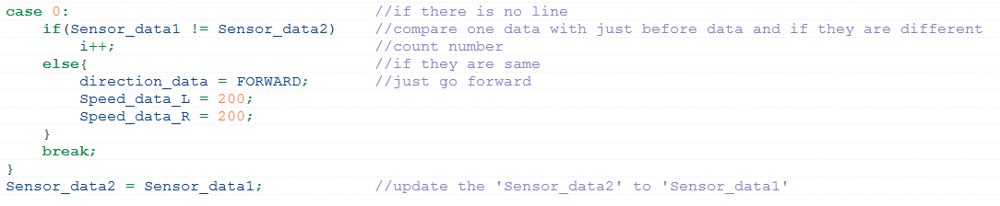 case 0:                                 //if there is no line
    if(Sensor_data1 != Sensor_data2)    //compare one data with just before data and if they are different
        i++;                            //count number
    else{                               //if they are same
        direction_data = FORWARD;       //just go forward
        Speed_data_L = 200;
        Speed_data_R = 200;
    }
    break;
}
Sensor_data2 = Sensor_data1;            //update the 'Sensor_data2' to 'Sensor_data1'